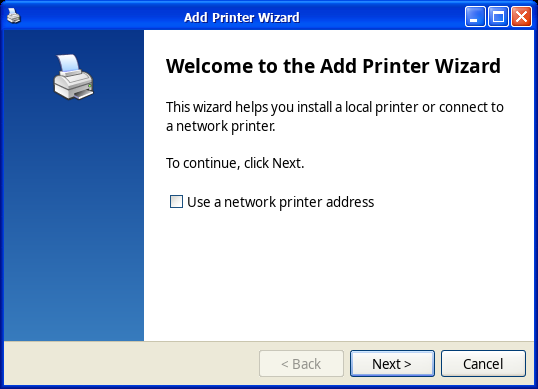 Add Printer Wizard
Welcome to the Add Printer Wizard
This wizard helps you install a local printer or connect to
a network printer.
To continue, click Next.
Use a network printer address
< Back
Next >
Cancel